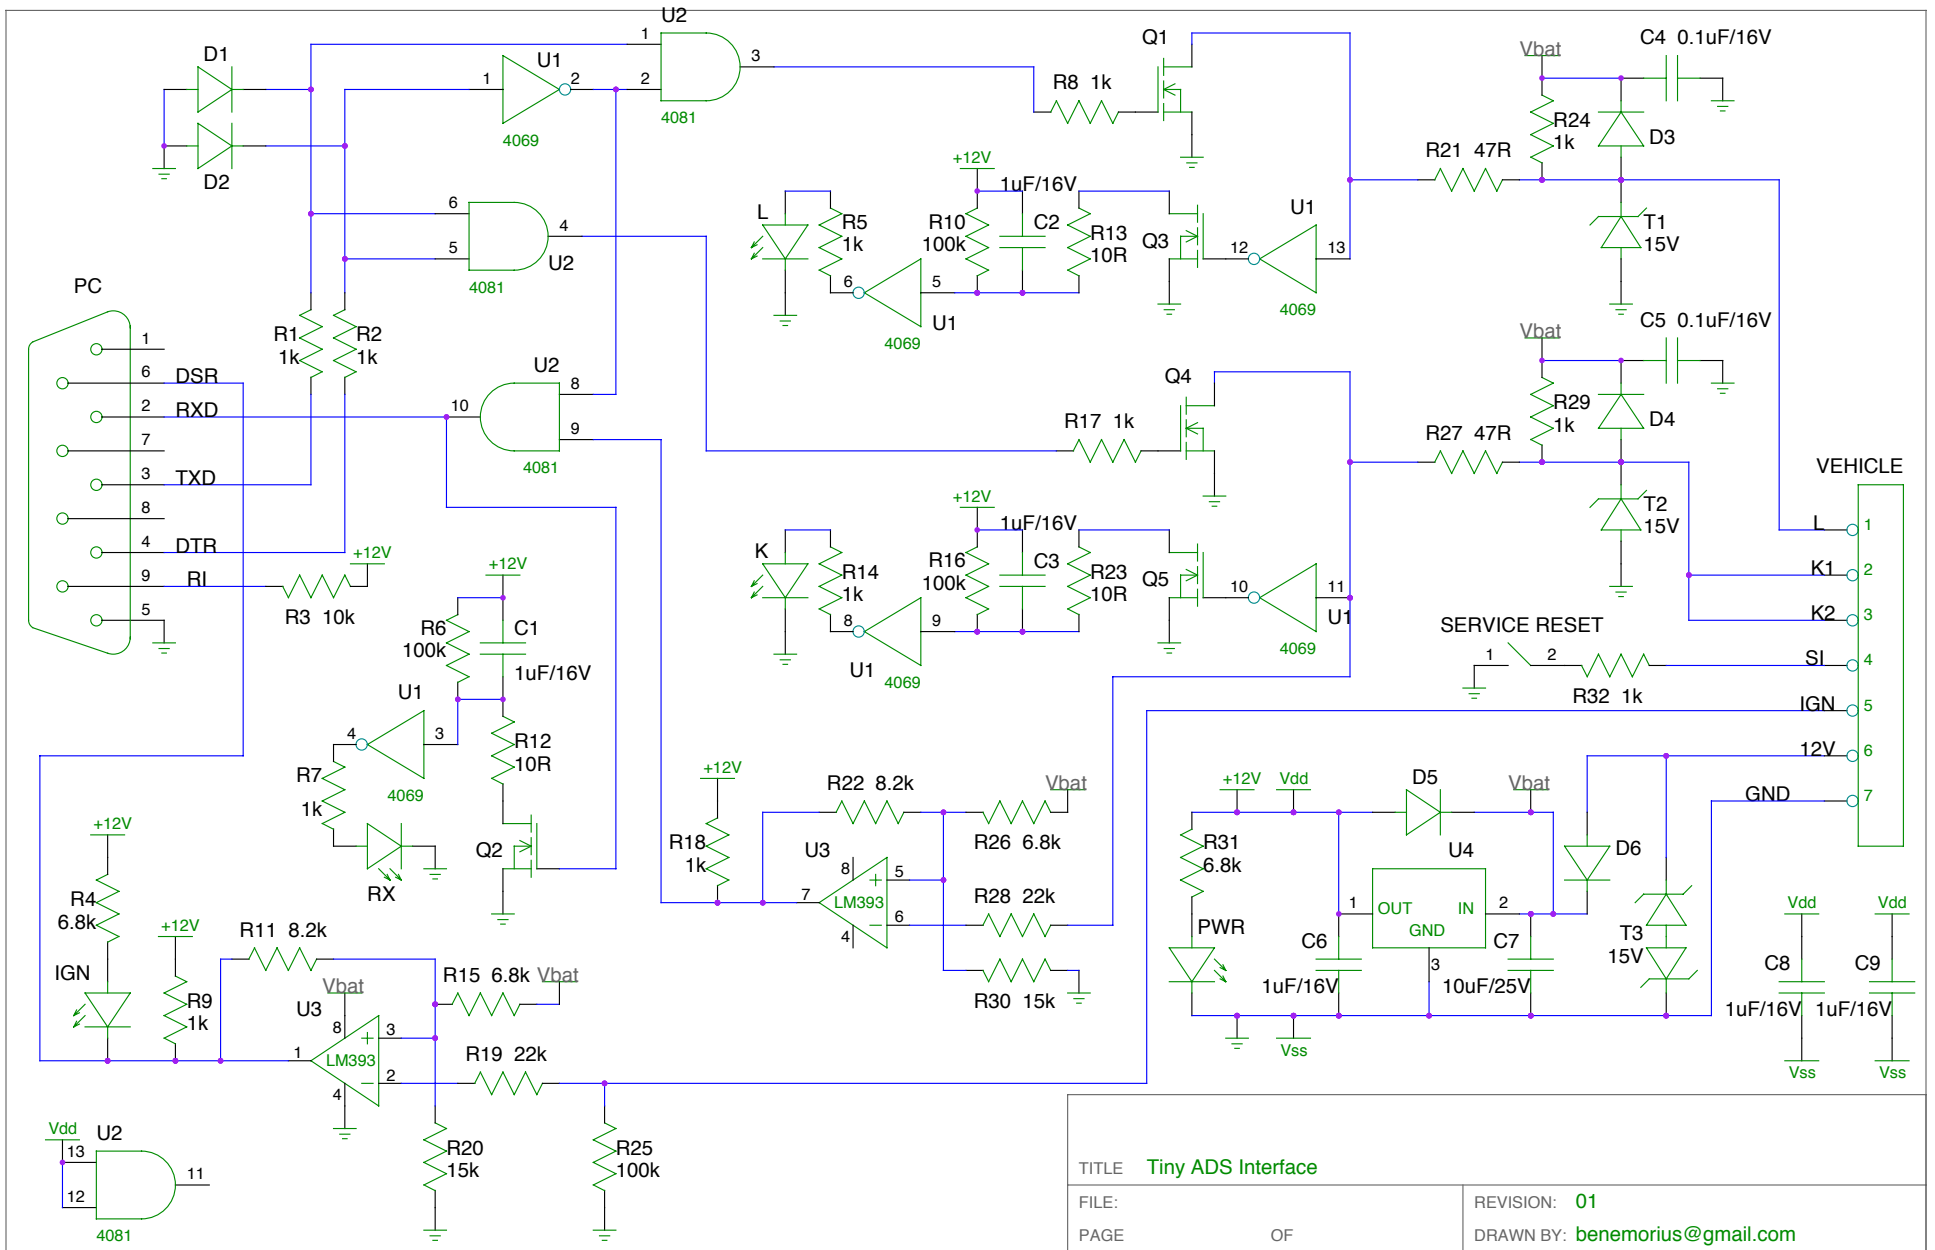 U2
1
2
3
4081
D1
D2
U1
1
2
4069
Q1
R8 1k
Vbat
C4 0.1uF/16V
R24
1k
D3
R21 47R
T1
15V
+12V
1uF/16V
L
R5
1k
R10
100k
C2
R13
10R
Q3
U1
12
13
4069
6
5
U1
4069
6
5
4
U2
4081
PC
R1
1k
R2
1k
1
6
DSR
2
RXD
7
3
TXD
8
4
DTR
9
RI
5
+12V
R3 10k
U2
10
8
9
4081
Vbat
C5 0.1uF/16V
R29
1k
D4
R27 47R
T2
15V
Q4
R17 1k
+12V
1uF/16V
K
R14
1k
R16
100k
C3
R23
10R
Q5
10
11
U1
4069
8
9
U1
4069
VEHICLE
L
1
K1
2
K2
3
SI
4
IGN
5
12V
6
GND
7
SERVICE RESET
1
2
R32 1k
+12V
R6
100k
C1
1uF/16V
U1
4
3
4069
R12
10R
R7
1k
RX
Q2
+12V
R18
1k
R22 8.2k
Vbat
R26 6.8k
U3
8
5
+
LM393
7
−
6
4
R28 22k
R30 15k
+12V
Vdd
D5
Vbat
R31
6.8k
U4
D6
1
OUT
IN
2
GND
3
PWR
C6
1uF/16V
C7
10uF/25V
T3
15V
Vss
Vdd
Vdd
C8
1uF/16V
C9
1uF/16V
Vss
Vss
+12V
R4
6.8k
IGN
+12V
R9
1k
R11 8.2k
Vbat
R15 6.8k
Vbat
U3
8
3
+
LM393
1
−
2
4
R19 22k
R20
15k
R25
100k
Vdd
U2
13
12
11
4081
TITLE Tiny ADS Interface
FILE:
REVISION: 01
PAGE OF
DRAWN BY: benemorius@gmail.com